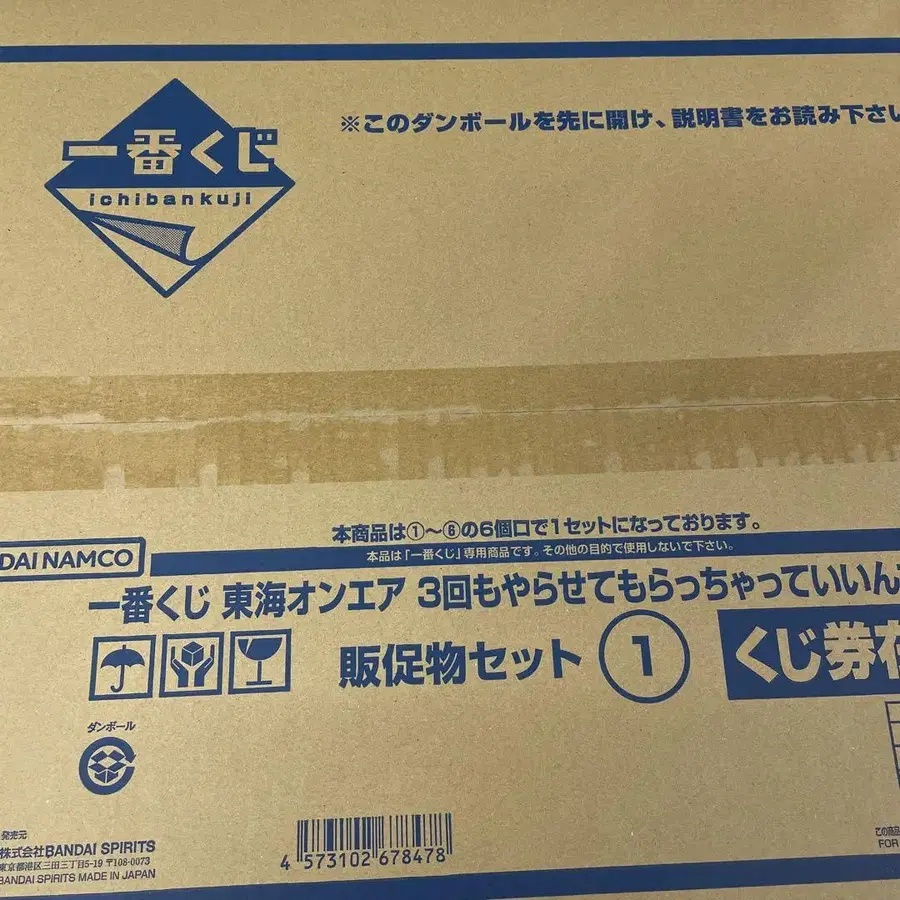 一番くじ
ichibankuji
※このダンボールを先に開け、説明書をお読み下さい
本商品は①〜⑥の6個口で1セットになっております。
本品は「一番くじ」専用商品です。その他の目的で使用しないで下さい。
DAI NAMCO
一番くじ 東海オンエア 3回もやらせてもらっちゃっていいん
販促物セット ①
くじ券在
ダンボール
発売元
株式会社BANDAI SPIRITS
東京都港区三田三丁目5-19 〒108-0073
BANDAI SPIRITS MADE IN JAPAN
4 573102 678478
この商品
FOR